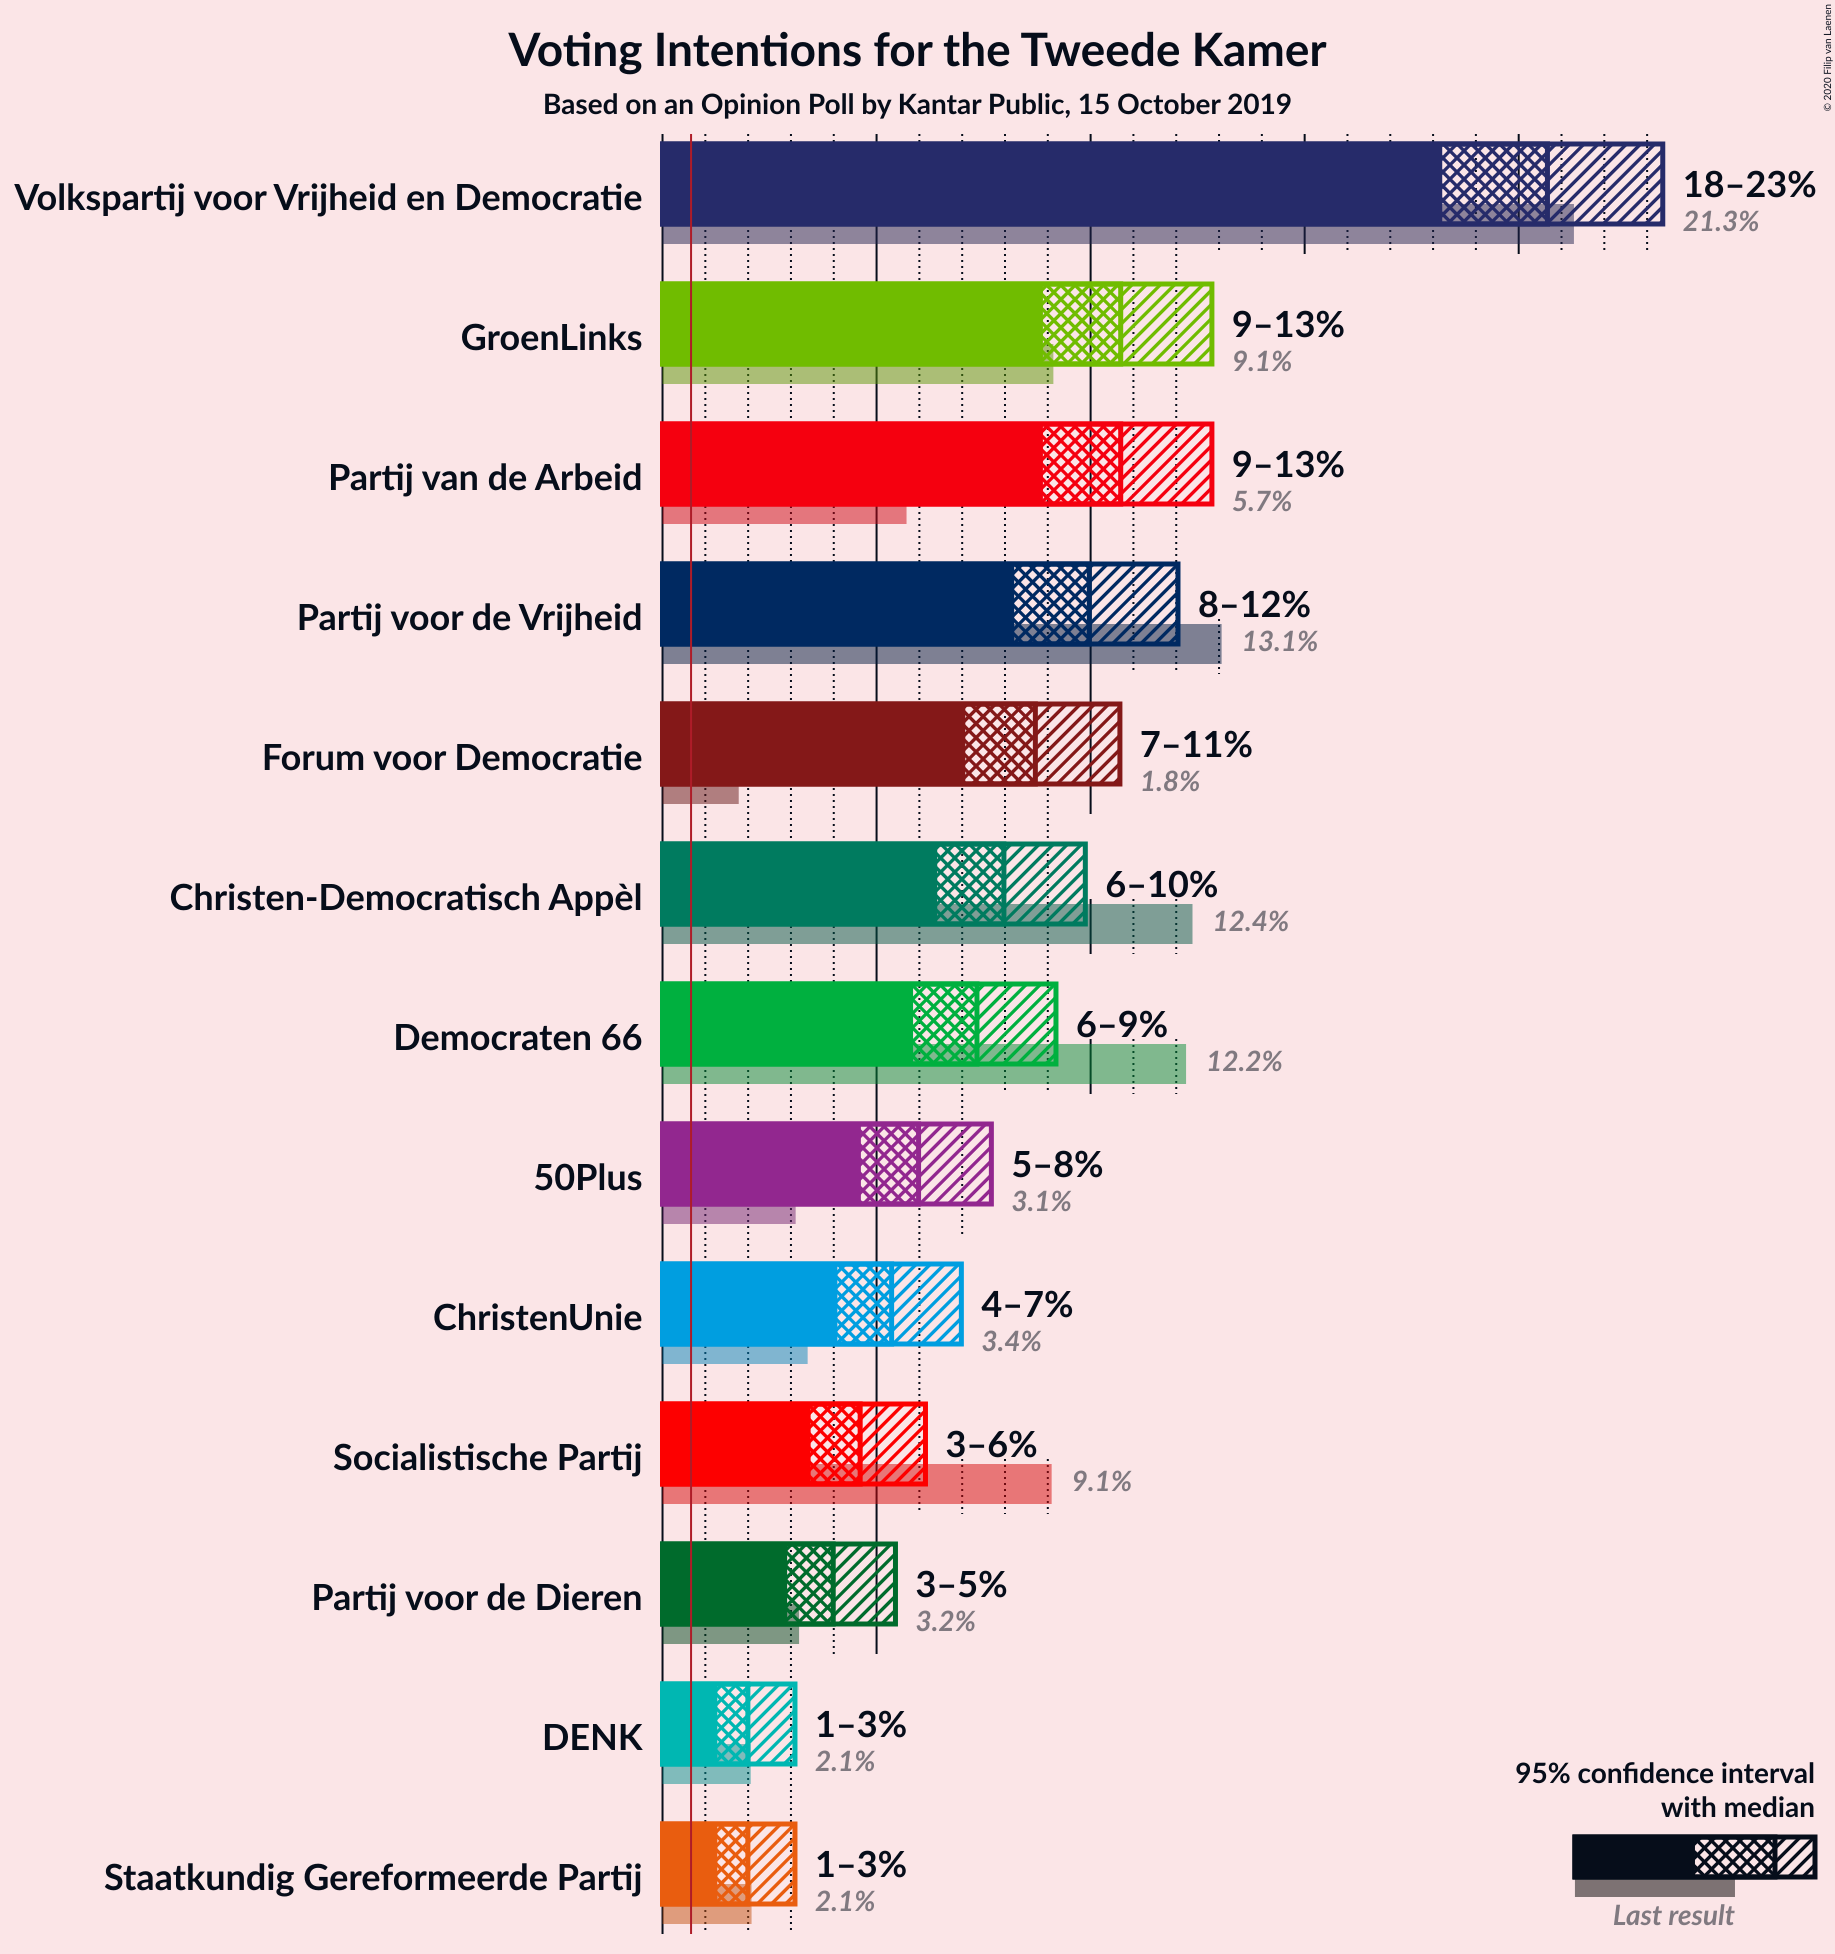 Voting Intentions for the Tweede Kamer
Based on an Opinion Poll by Kantar Public, 15 October 2019
© 2020 Filip van Laenen
Volkspartij voor Vrijheid en Democratie
18–23%
21.3%
GroenLinks
9–13%
9.1%
Partij van de Arbeid
9–13%
5.7%
Partij voor de Vrijheid
8–12%
13.1%
Forum voor Democratie
7–11%
1.8%
Christen-Democratisch Appèl
6–10%
12.4%
Democraten 66
6–9%
12.2%
50Plus
5–8%
3.1%
ChristenUnie
4–7%
3.4%
Socialistische Partij
3–6%
9.1%
Partij voor de Dieren
3–5%
3.2%
DENK
1–3%
2.1%
Staatkundig Gereformeerde Partij
1–3%
2.1%
95% confidence interval
with median
Last result